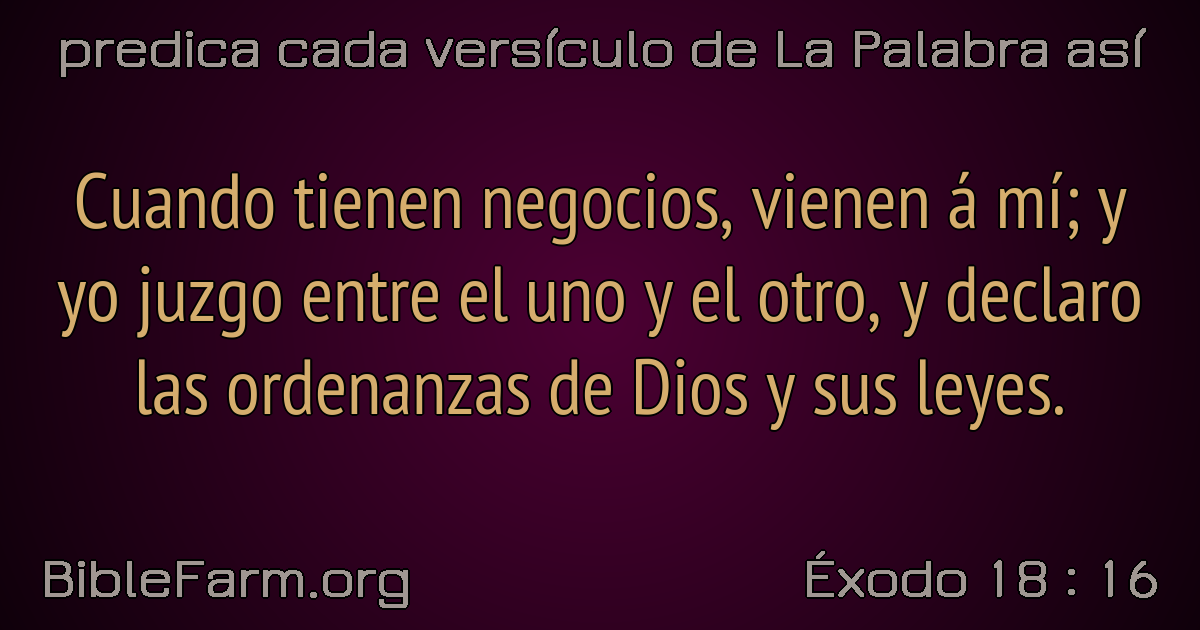 predica cada versículo de La Palabra así
Cuando tienen negocios, vienen á mí; y
yo juzgo entre el uno y el otro, y declaro
las ordenanzas de Dios y sus leyes.
BibleFarm.org
Éxodo 18 : 16